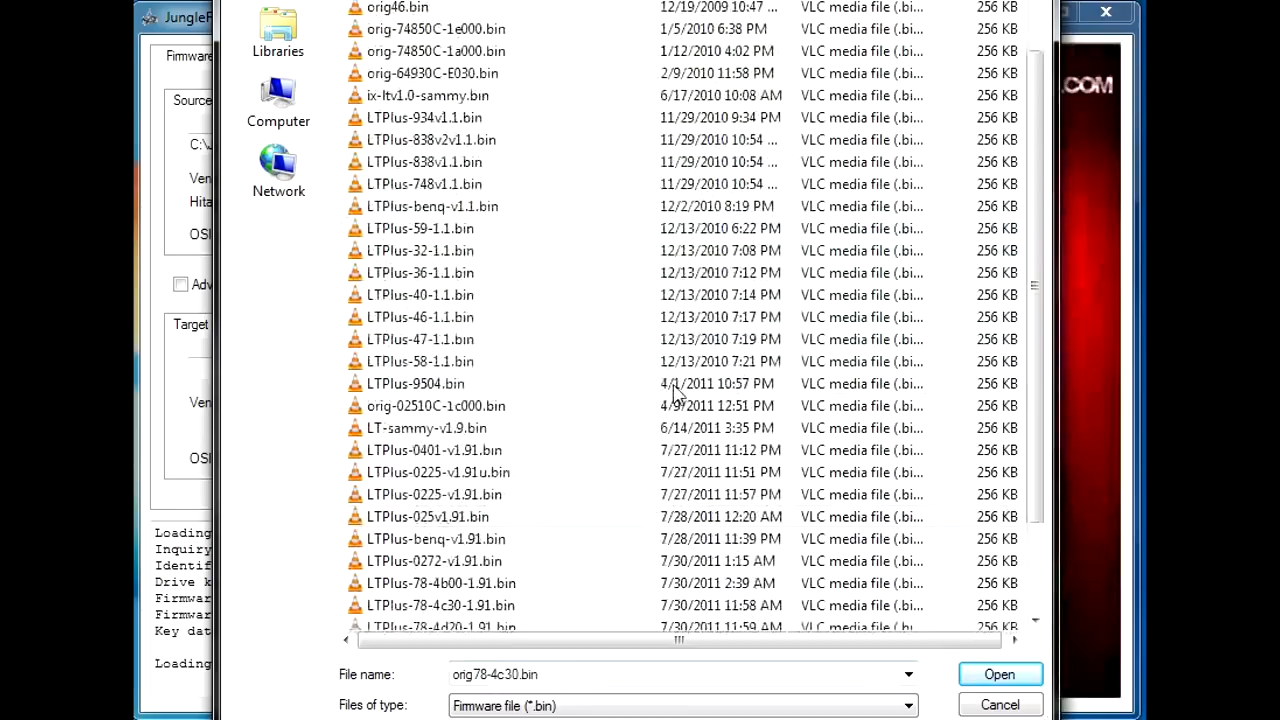 JungleF
.COM
Firmware
Source
C:\.
Ven
Hita
OSI
Adv
Target
Ven
OSI
Loading
Inquiry
Identif
Drive k
Firmwar
Firmwar
Key dat
Loading
Libraries
Computer
Network
orig46.bin 12/19/2009 10:47 ... VLC media file (.bi... 256 KB
orig-74850C-1e000.bin 1/5/2010 6:38 PM VLC media file (.bi... 256 KB
orig-74850C-1a000.bin 1/12/2010 4:02 PM VLC media file (.bi... 256 KB
orig-64930C-E030.bin 2/9/2010 11:58 PM VLC media file (.bi... 256 KB
ix-ltv1.0-sammy.bin 6/17/2010 10:08 AM VLC media file (.bi... 256 KB
LTPlus-934v1.1.bin 11/29/2010 9:34 PM VLC media file (.bi... 256 KB
LTPlus-838v2v1.1.bin 11/29/2010 10:54 ... VLC media file (.bi... 256 KB
LTPlus-838v1.1.bin 11/29/2010 10:54 ... VLC media file (.bi... 256 KB
LTPlus-748v1.1.bin 11/29/2010 10:54 ... VLC media file (.bi... 256 KB
LTPlus-benq-v1.1.bin 12/2/2010 8:19 PM VLC media file (.bi... 256 KB
LTPlus-59-1.1.bin 12/13/2010 6:22 PM VLC media file (.bi... 256 KB
LTPlus-32-1.1.bin 12/13/2010 7:08 PM VLC media file (.bi... 256 KB
LTPlus-36-1.1.bin 12/13/2010 7:12 PM VLC media file (.bi... 256 KB
LTPlus-40-1.1.bin 12/13/2010 7:14 PM VLC media file (.bi... 256 KB
LTPlus-46-1.1.bin 12/13/2010 7:17 PM VLC media file (.bi... 256 KB
LTPlus-47-1.1.bin 12/13/2010 7:19 PM VLC media file (.bi... 256 KB
LTPlus-58-1.1.bin 12/13/2010 7:21 PM VLC media file (.bi... 256 KB
LTPlus-9504.bin 4/1/2011 10:57 PM VLC media file (.bi... 256 KB
orig-02510C-1c000.bin 4/9/2011 12:51 PM VLC media file (.bi... 256 KB
LT-sammy-v1.9.bin 6/14/2011 3:35 PM VLC media file (.bi... 256 KB
LTPlus-0401-v1.91.bin 7/27/2011 11:12 PM VLC media file (.bi... 256 KB
LTPlus-0225-v1.91u.bin 7/27/2011 11:51 PM VLC media file (.bi... 256 KB
LTPlus-0225-v1.91.bin 7/27/2011 11:57 PM VLC media file (.bi... 256 KB
LTPlus-025v1.91.bin 7/28/2011 12:20 AM VLC media file (.bi... 256 KB
LTPlus-benq-v1.91.bin 7/28/2011 11:39 PM VLC media file (.bi... 256 KB
LTPlus-0272-v1.91.bin 7/30/2011 1:15 AM VLC media file (.bi... 256 KB
LTPlus-78-4b00-1.91.bin 7/30/2011 2:39 AM VLC media file (.bi... 256 KB
LTPlus-78-4c30-1.91.bin 7/30/2011 11:58 AM VLC media file (.bi... 256 KB
LTPlus-78-4d20-1.91.bin 7/30/2011 11:59 AM VLC media file (.bi... 256 KB
File name: orig78-4c30.bin Open
Files of type: Firmware file (*.bin) Cancel